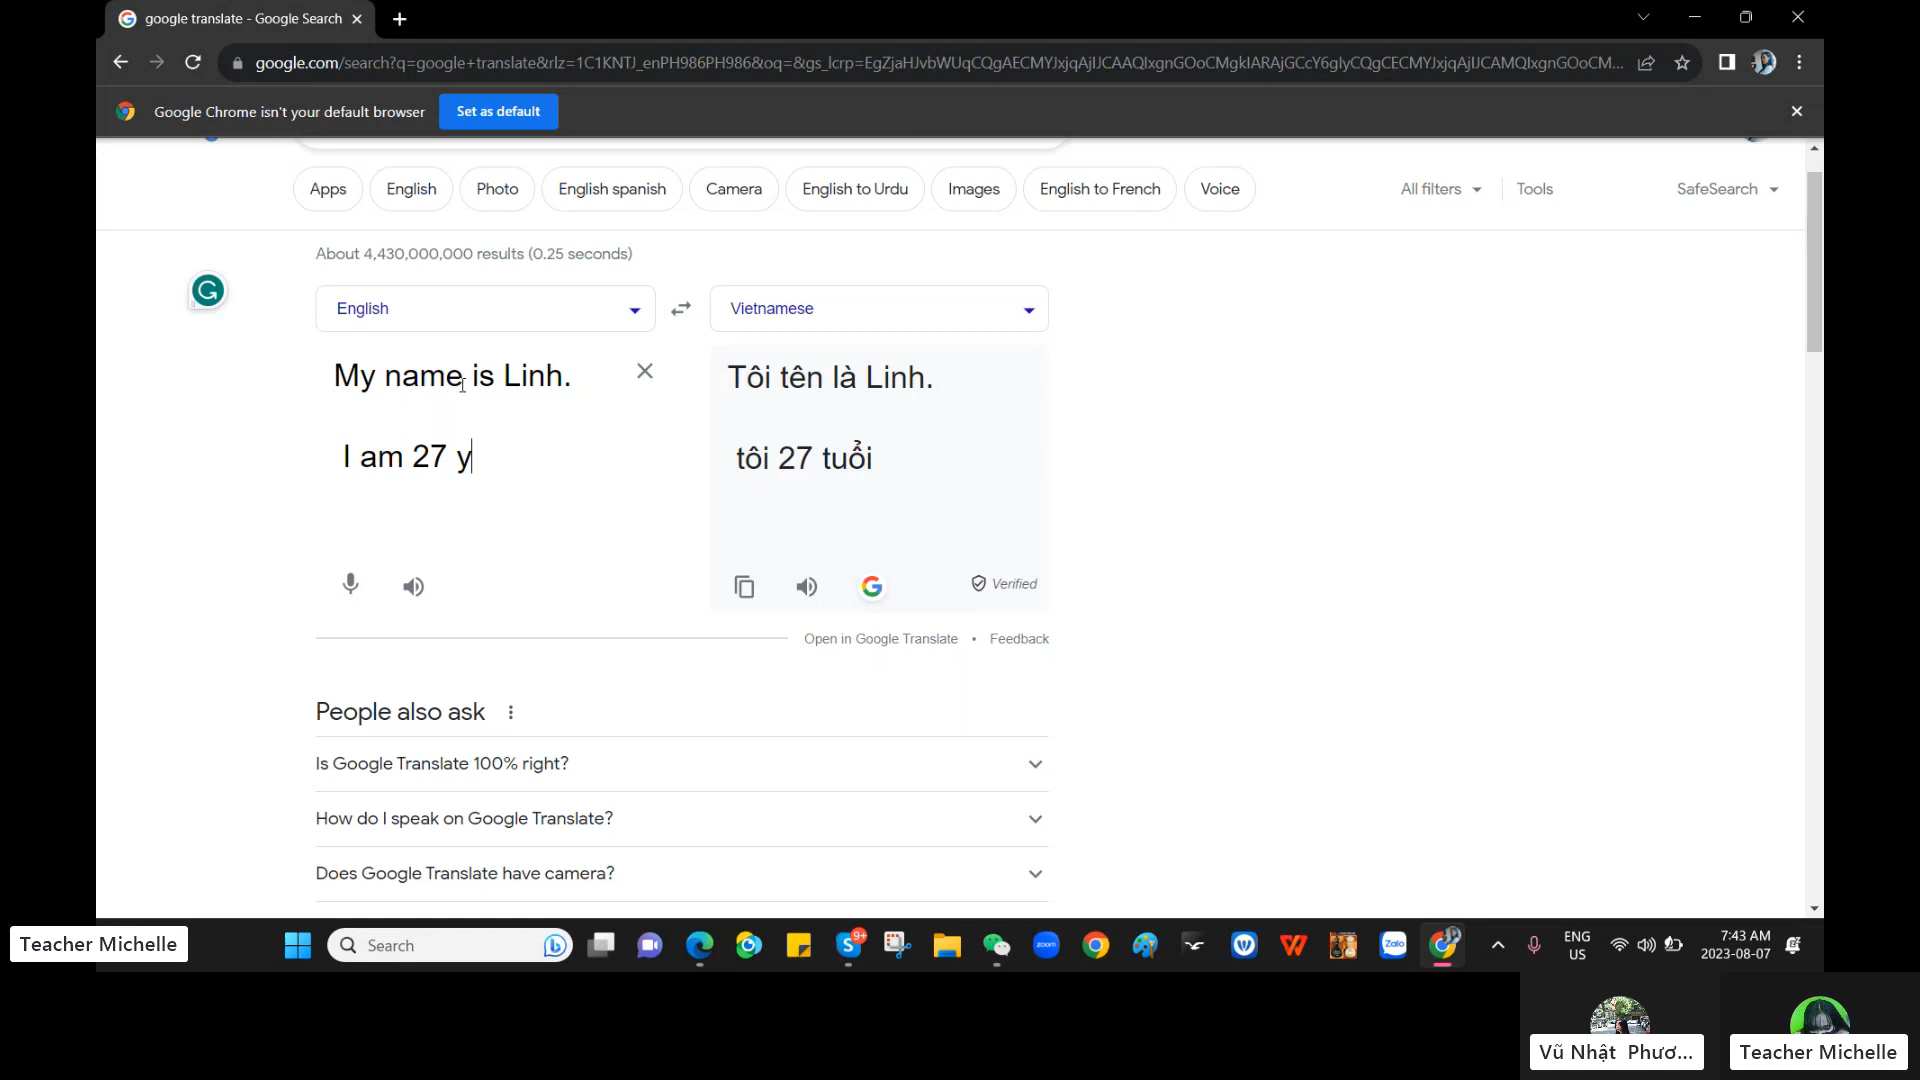 google translate - Google Search
google.com/search?q=google+translate&rlz=1C1KNTJ_enPH986PH986&oq=&gs_lcrp=EgZjaHJvbWUqCQgAECMYJxjqAjIJCAAQIxgnGOoCMgkIARAjGCcY6gIyCQgCECMYJxjqAjIJCAMQIxgnGOoCM...
Google Chrome isn't your default browser
Set as default
Apps
English
Photo
English spanish
Camera
English to Urdu
Images
English to French
Voice
All filters
Tools
SafeSearch
About 4,430,000,000 results (0.25 seconds)
English
Vietnamese
My name is Linh.
I am 27 y
Tôi tên là Linh.
tôi 27 tuổi
Verified
Open in Google Translate • Feedback
People also ask
Is Google Translate 100% right?
How do I speak on Google Translate?
Does Google Translate have camera?
Teacher Michelle
Search
9+
zoom
Zalo
ENG
US
7:43 AM
2023-08-07
Vũ Nhật Phươ...
Teacher Michelle